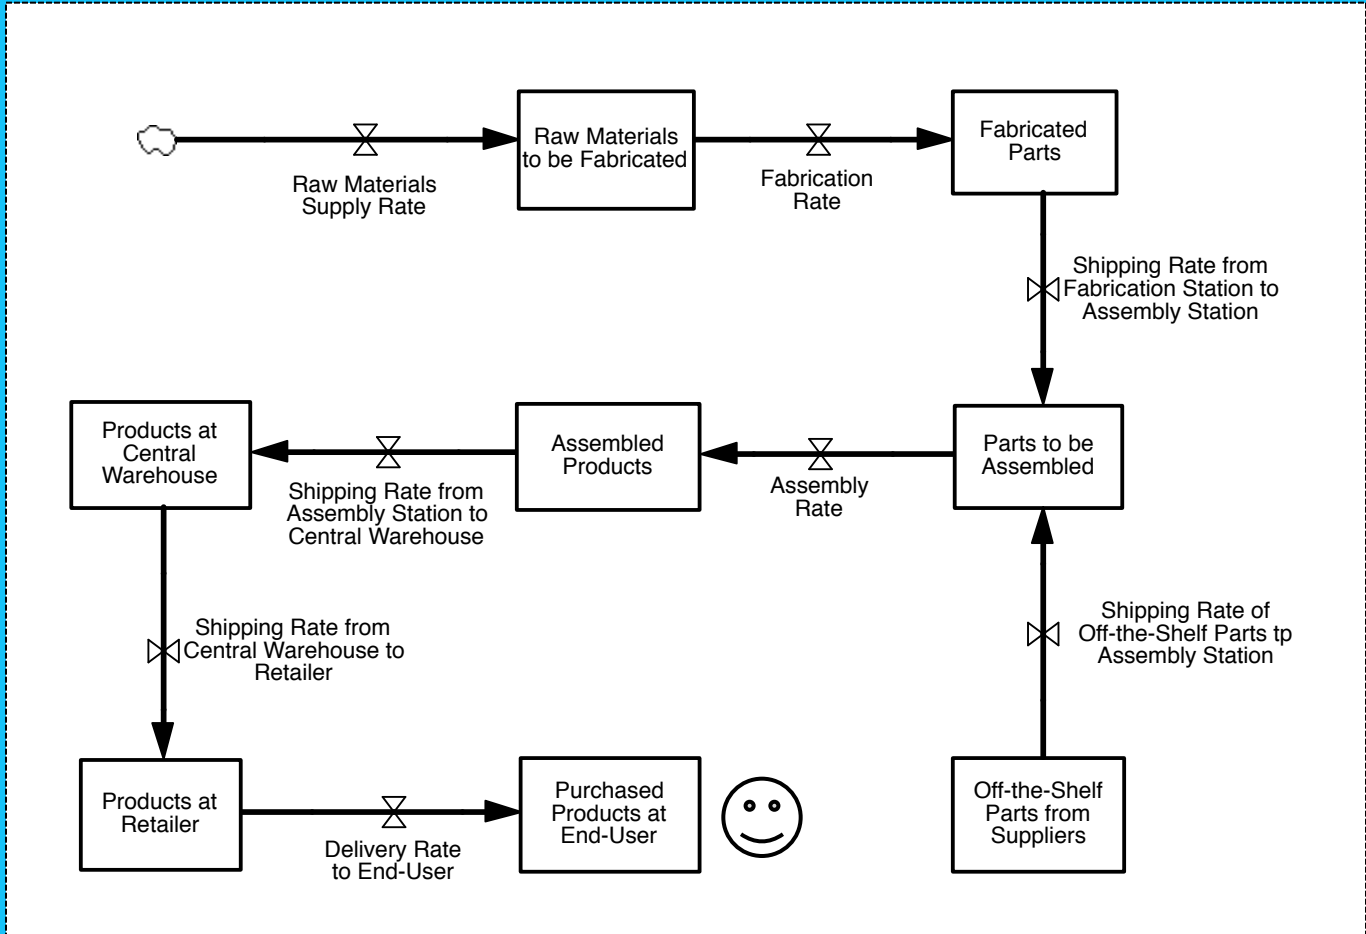 Raw Materials
to be Fabricated
Fabricated
Parts
Raw Materials
Supply Rate
Fabrication
Rate
Shipping Rate from
Fabrication Station to
Assembly Station
Products at
Central
Warehouse
Assembled
Products
Parts to be
Assembled
Shipping Rate from
Assembly Station to
Central Warehouse
Assembly
Rate
Shipping Rate from
Central Warehouse to
Retailer
Shipping Rate of
Off-the-Shelf Parts tp
Assembly Station
Products at
Retailer
Purchased
Products at
End-User
Off-the-Shelf
Parts from
Suppliers
Delivery Rate
to End-User